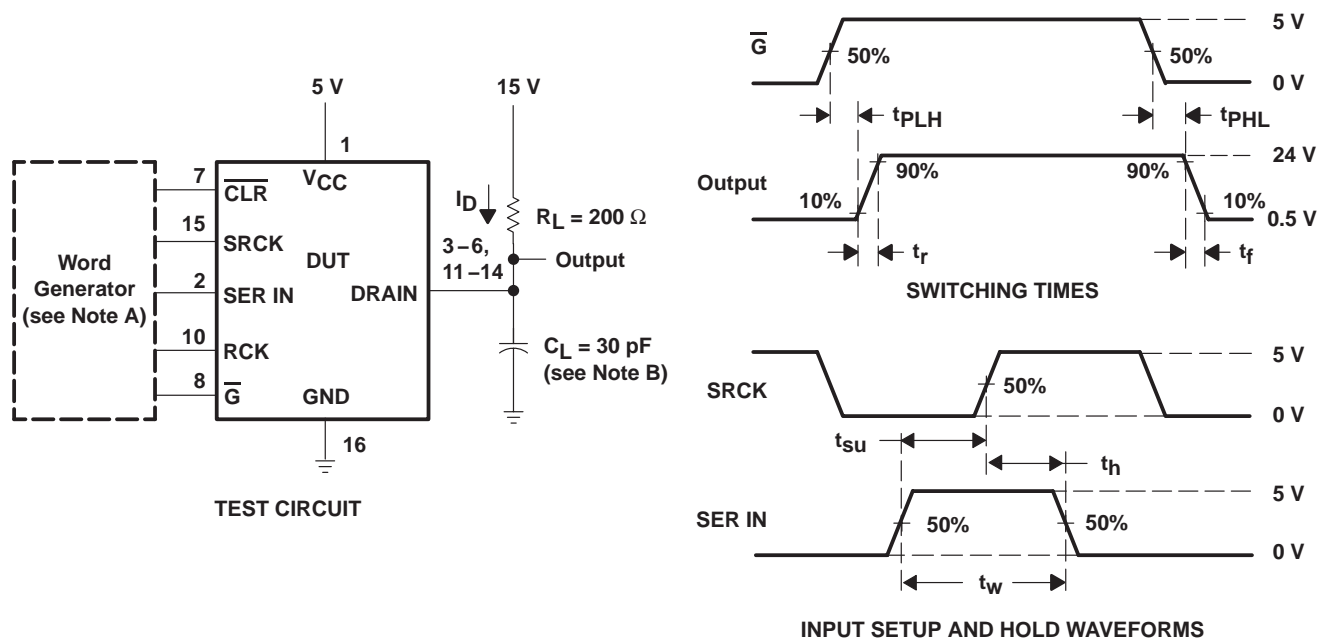 5 V
15 V
1
7
CLR
VCC
ID
RL = 200 Ω
15
SRCK
DUT
3–6,
11–14
Output
Word
Generator
(see Note A)
2
SER IN
DRAIN
10
RCK
CL = 30 pF
(see Note B)
8
G
GND
16
TEST CIRCUIT
G
50%
50%
5 V
0 V
tPLH
tPHL
Output
10%
90%
90%
10%
24 V
0.5 V
tr
tf
SWITCHING TIMES
SRCK
50%
5 V
0 V
tsu
th
SER IN
50%
50%
5 V
0 V
tw
INPUT SETUP AND HOLD WAVEFORMS